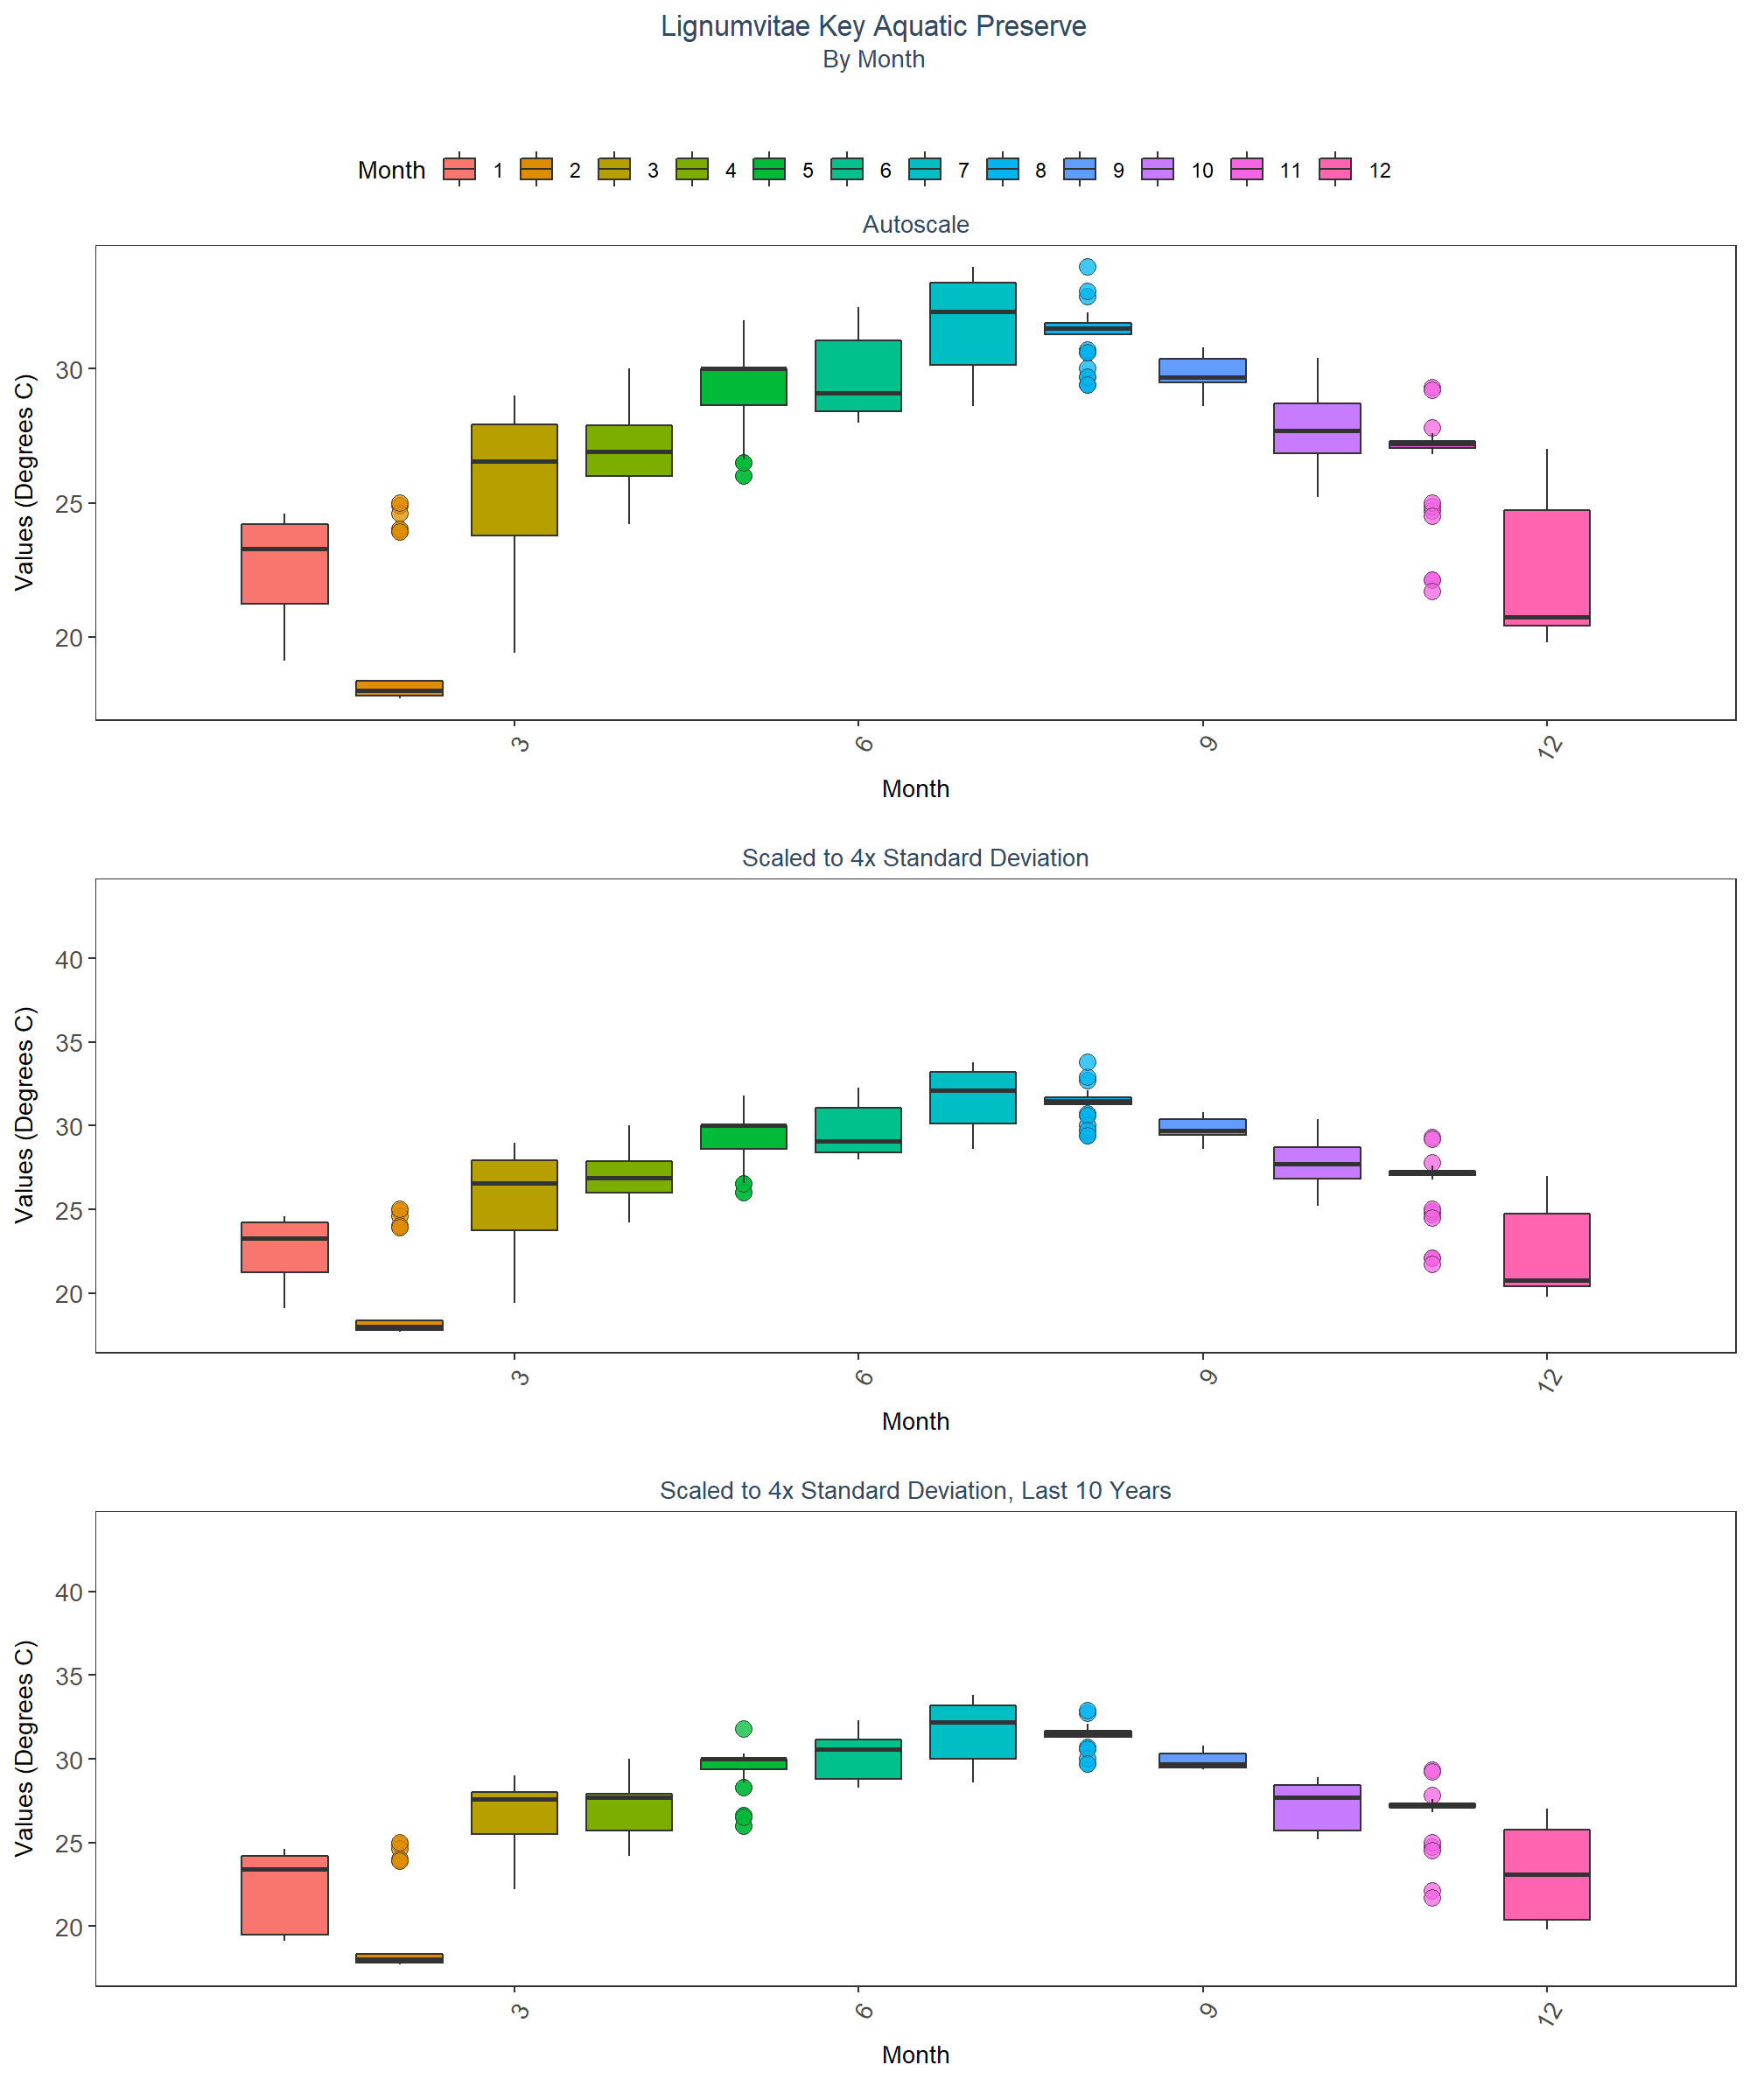 Lignumvitae Key Aquatic Preserve
By Month
Month 1 2 3 4 5 6 7 8 9 10 11 12
Autoscale
Values (Degrees C)
30
25
20
3 6 9 12
Month
Scaled to 4x Standard Deviation
Values (Degrees C)
40
35
30
25
20
3 6 9 12
Month
Scaled to 4x Standard Deviation, Last 10 Years
Values (Degrees C)
40
35
30
25
20
3 6 9 12
Month